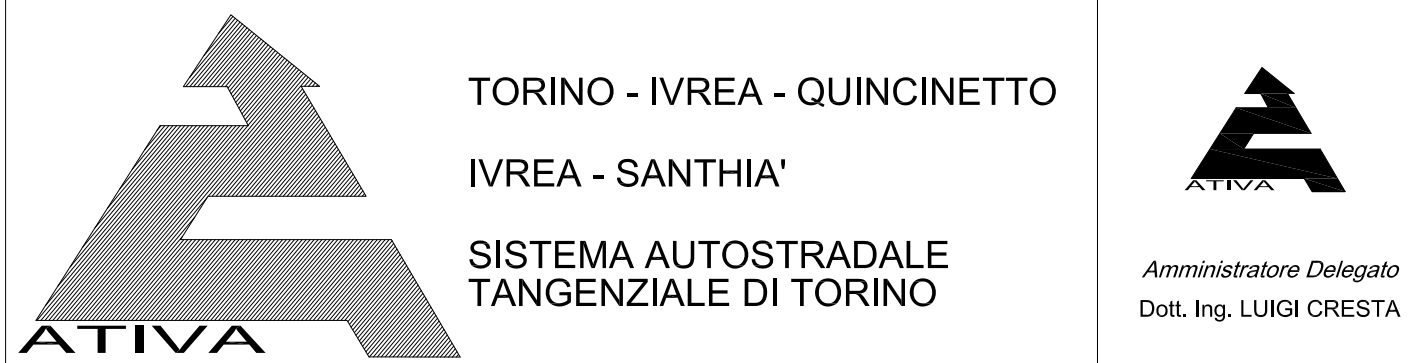 TORINO - IVREA - QUINCINETTO
IVREA - SANTHIA'
SISTEMA AUTOSTRADALE
TANGENZIALE DI TORINO
ATIVA
ATIVA
Amministratore Delegato
Dott. Ing. LUIGI CRESTA